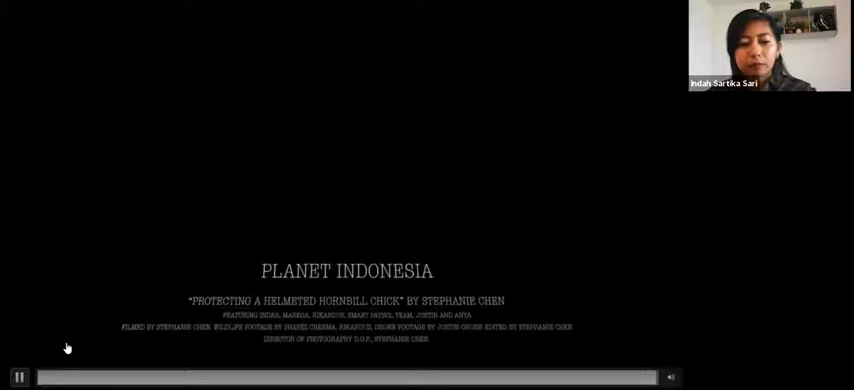 Indah Sartika Sari
PLANET INDONESIA
"PROTECTING A HELMETED HORNBILL CHICK" BY STEPHANIE CHEN
FEATURING INDAH, MAREGA, RIKARDUS, SMART PATROL TEAM, JUSTIN AND ANYA
FILMED BY STEPHANIE CHEN, WILDLIFE FOOTAGE BY SHAYES CHEEMA, RIKARDUS, DRONE FOOTAGE BY JUSTIN GRUBB EDITED BY STEPHANIE CHEN
DIRECTOR OF PHOTOGRAPHY D.O.P., STEPHANIE CHEN